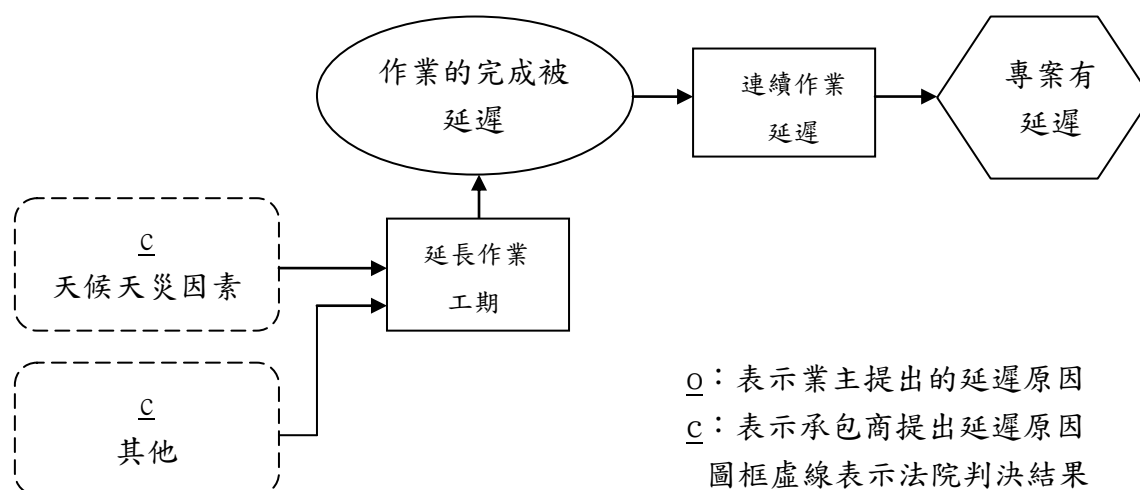 作業的完成被
延遲
連續作業
延遲
專案有
延遲
c
天候天災因素
延長作業
工期
c
其他
o：表示業主提出的延遲原因
c：表示承包商提出延遲原因
圖框虛線表示法院判決結果